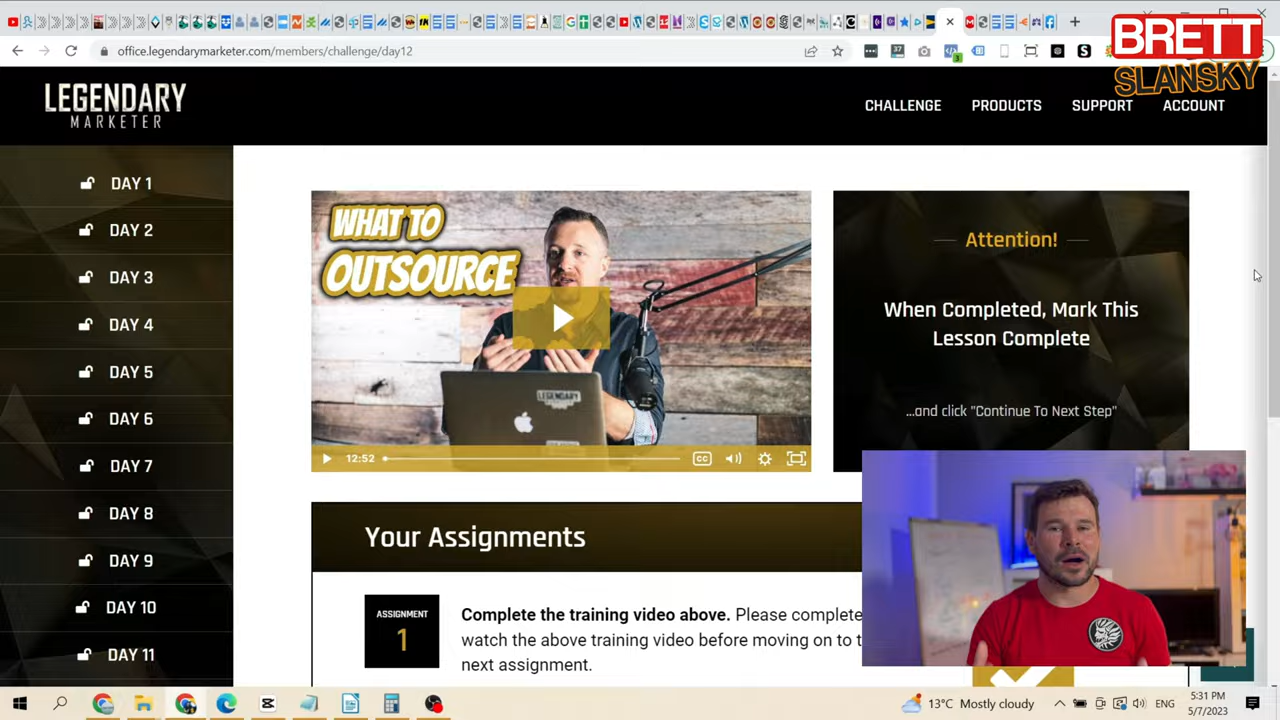 office.legendarymarketer.com/members/challenge/day12
37
3
BRETT
SLANSKY
LEGENDARY
MARKETER
CHALLENGE
PRODUCTS
SUPPORT
ACCOUNT
DAY 1
DAY 2
DAY 3
DAY 4
DAY 5
DAY 6
DAY 7
DAY 8
DAY 9
DAY 10
DAY 11
WHAT TO
OUTSOURCE
LEGENDARY
12:52
CC
Attention!
When Completed, Mark This
Lesson Complete
...and click "Continue To Next Step"
Your Assignments
ASSIGNMENT
1
Complete the training video above. Please complete
watch the above training video before moving on to t
next assignment.
13°C Mostly cloudy
ENG
5:31 PM
5/7/2023